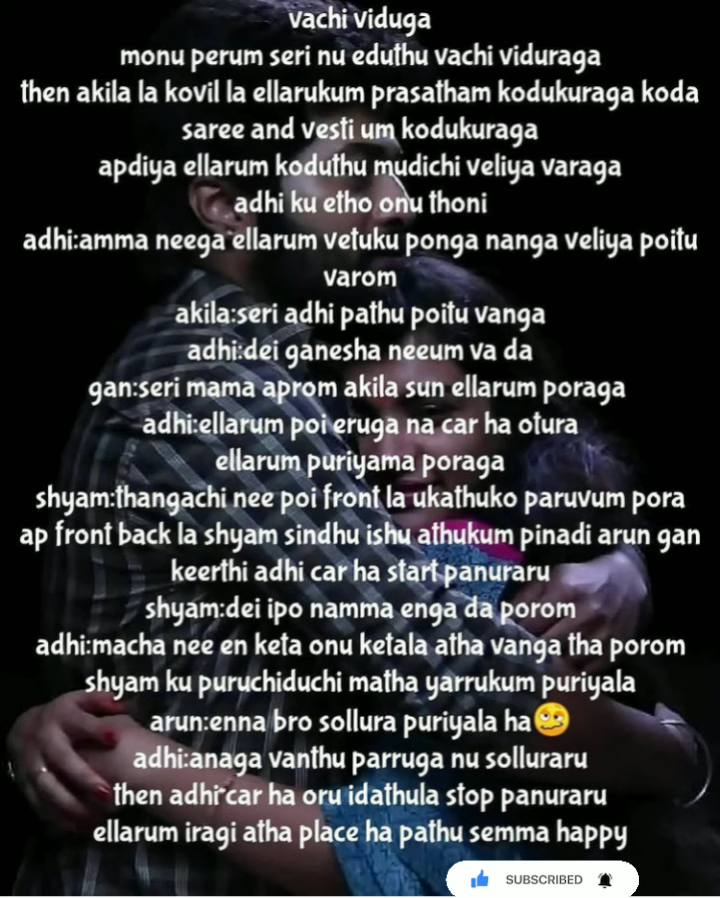 vachi viduga
monu perum seri nu eduthu vachi viduraga
then akila la kovil la ellarukum prasatham kodukuraga koda
saree and vesti um kodukuraga
apdiya ellarum koduthu mudichi veliya varaga
adhi ku etho onu thoni
adhi:amma neega ellarum vetuku ponga nanga veliya poitu
varom
akila:seri adhi pathu poitu vanga
adhi:dei ganesha neeum va da
gan:seri mama aprom akila sun ellarum poraga
adhi:ellarum poi eruga na car ha otura
ellarum puriyama poraga
shyam:thangachi nee poi front la ukathuko paruvum pora
ap front back la shyam sindhu ishu athukum pinadi arun gan
keerthi adhi car ha start panuraru
shyam:dei ipo namma enga da porom
adhi:macha nee en keta onu ketala atha vanga tha porom
shyam ku puruchiduchi matha yarrukum puriyala
arun:enna bro sollura puriyala ha🥴
adhi:anaga vanthu parruga nu solluraru
then adhi car ha oru idathula stop panuraru
ellarum iragi atha place ha pathu semma happy
SUBSCRIBED